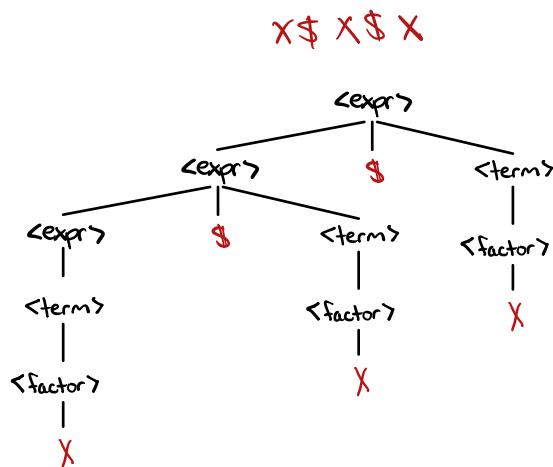 X$ X $ X
<expr>
<expr> $ <term>
<expr> $ <term> <factor>
<term> <factor> X
<factor> X
X